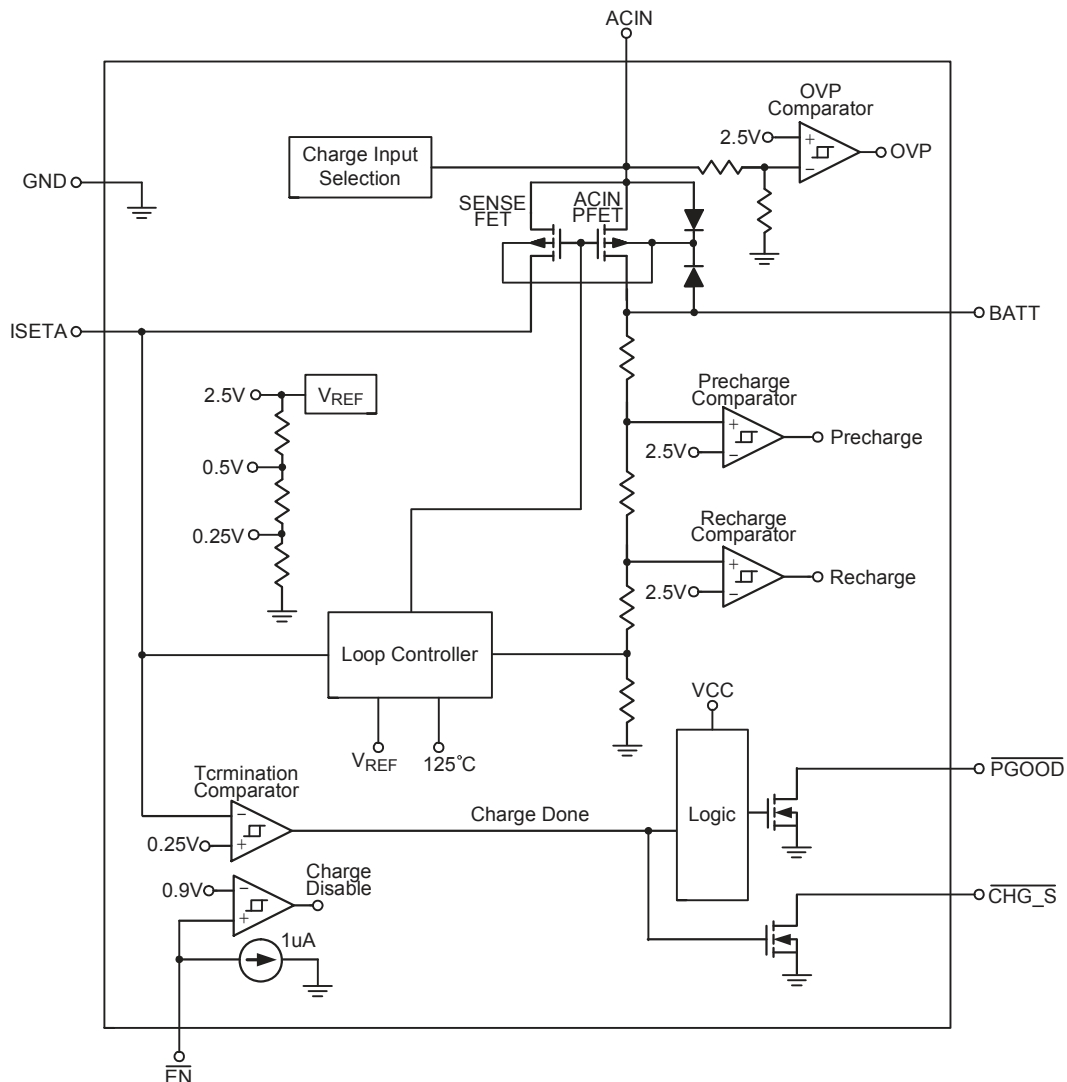 ACIN
OVP
Comparator
2.5V
+
−
OVP
Charge Input
Selection
GND
SENSE
FET
ACIN
PFET
ISETA
BATT
2.5V
VREF
0.5V
0.25V
Precharge
Comparator
+
2.5V
−
Precharge
Recharge
Comparator
+
2.5V
−
Recharge
Loop Controller
VREF
125°C
VCC
Logic
PGOOD
Tcrmination
Comparator
−
0.25V
+
Charge Done
0.9V
−
+
Charge
Disable
1uA
CHG_S
EN